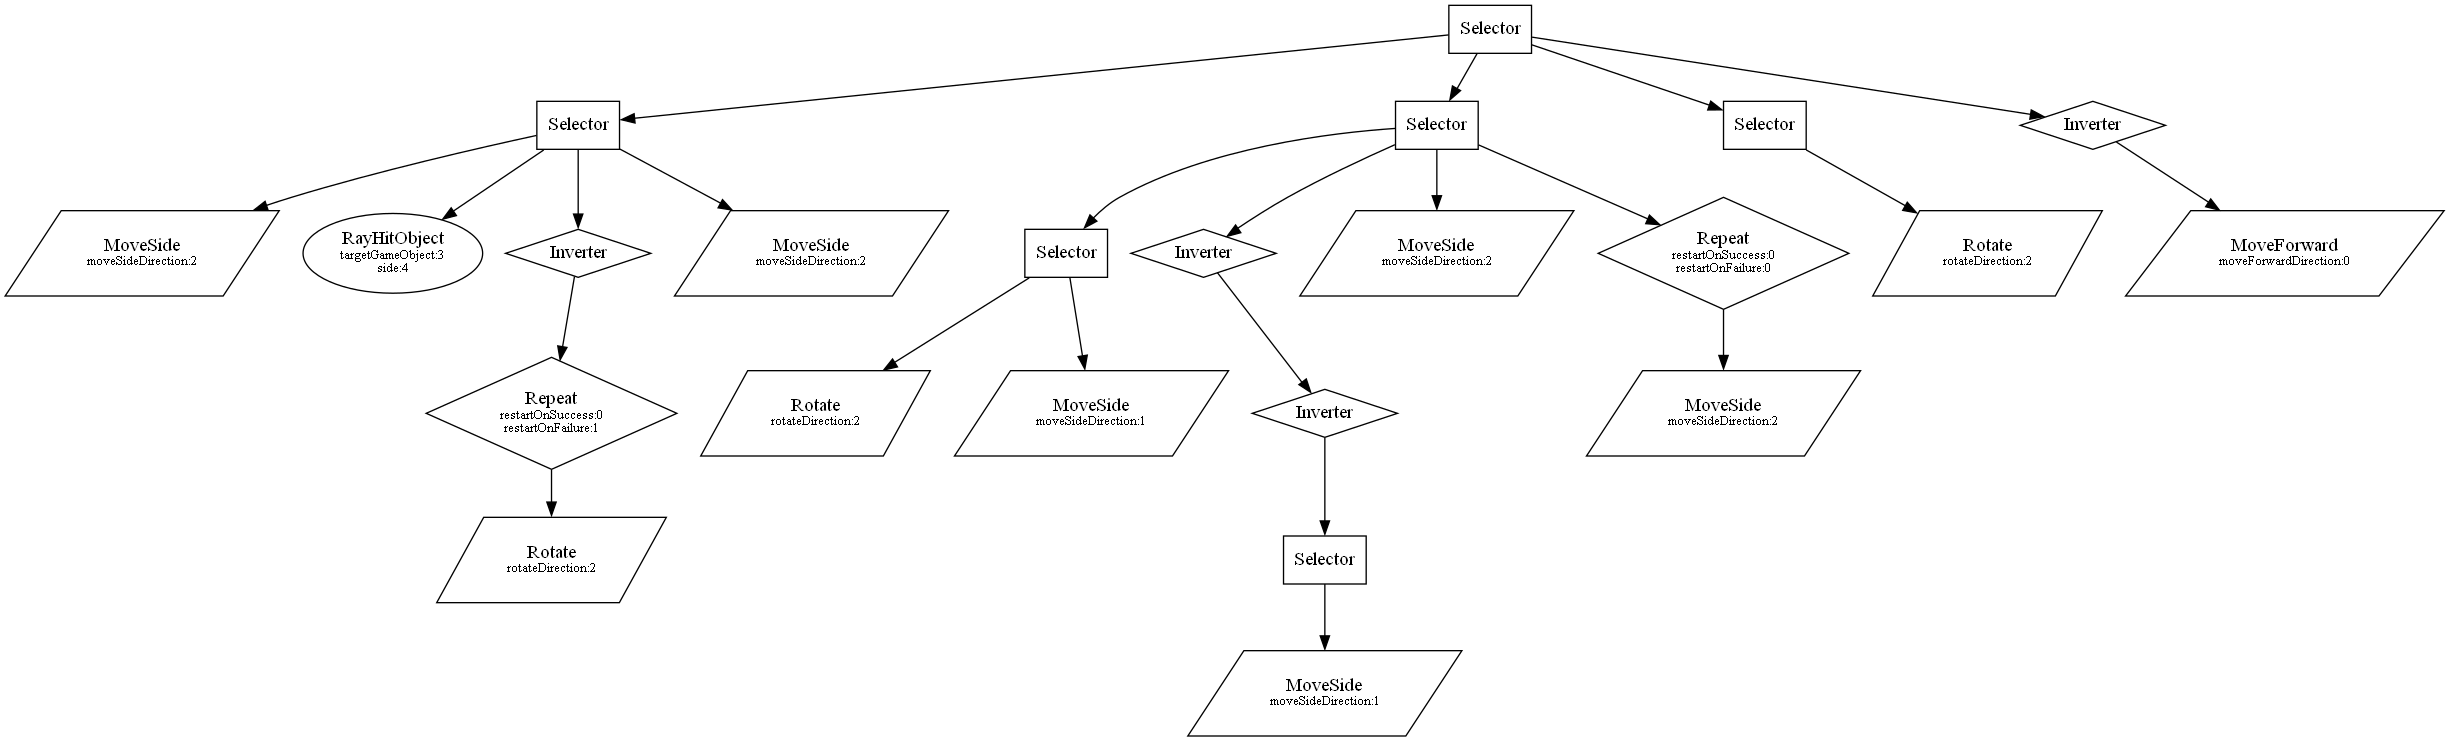 Selector
Selector
Selector
Selector
Inverter
MoveSide
moveSideDirection:2
RayHitObject
targetGameObject:3
side:4
Inverter
MoveSide
moveSideDirection:2
Selector
Inverter
MoveSide
moveSideDirection:2
Repeat
restartOnSuccess:0
restartOnFailure:0
Rotate
rotateDirection:2
MoveForward
moveForwardDirection:0
Repeat
restartOnSuccess:0
restartOnFailure:1
Rotate
rotateDirection:2
MoveSide
moveSideDirection:1
Inverter
MoveSide
moveSideDirection:2
Rotate
rotateDirection:2
Selector
MoveSide
moveSideDirection:1